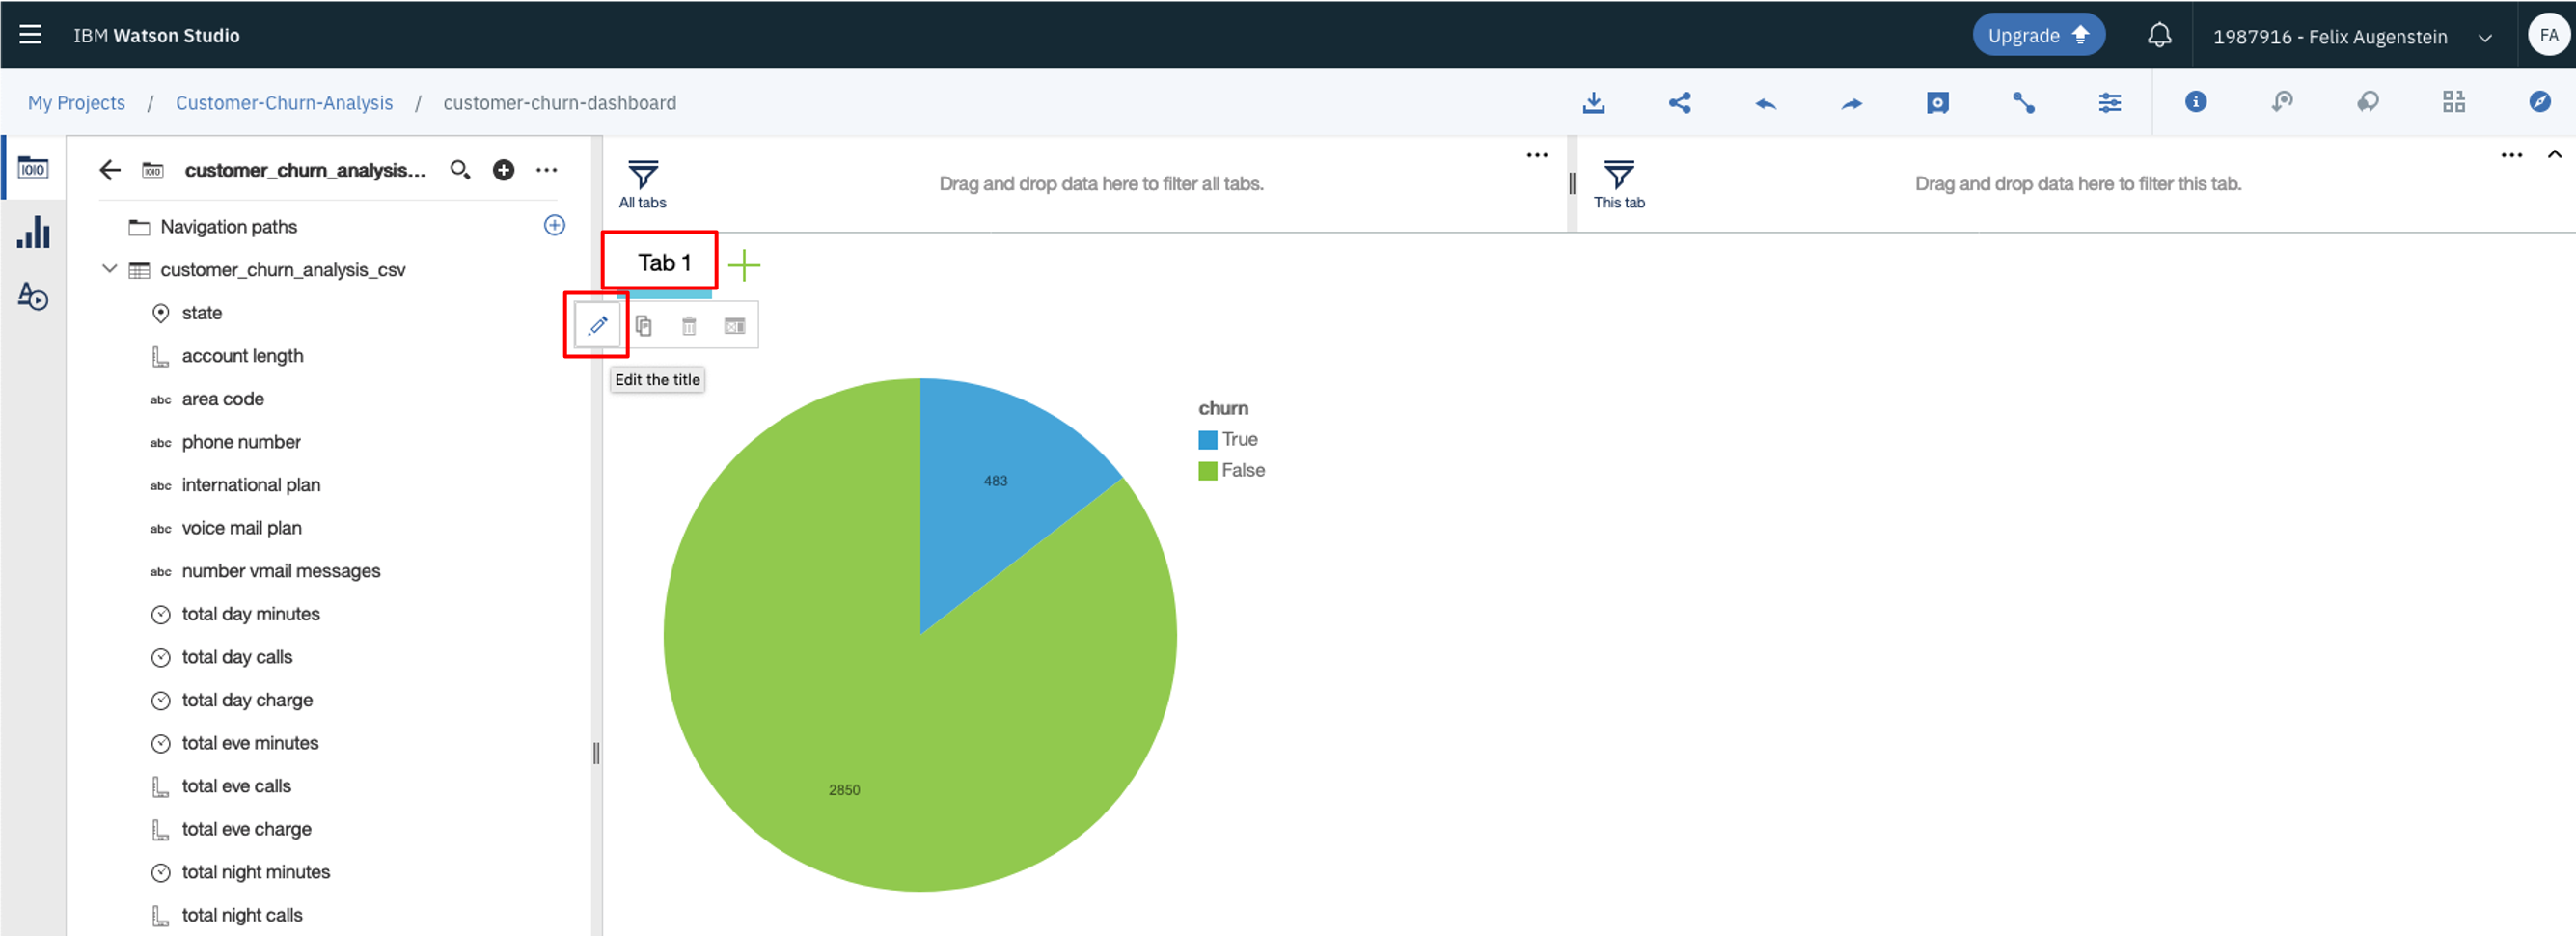 IBM Watson Studio
Upgrade
1987916 - Felix Augenstein
FA
My Projects / Customer-Churn-Analysis / customer-churn-dashboard
customer_churn_analysis...
All tabs
Drag and drop data here to filter all tabs.
This tab
Drag and drop data here to filter this tab.
Navigation paths
Tab 1
customer_churn_analysis_csv
state
account length
Edit the title
abc area code
abc phone number
abc international plan
abc voice mail plan
abc number vmail messages
total day minutes
total day calls
total day charge
total eve minutes
total eve calls
total eve charge
total night minutes
total night calls
churn
True
False
483
2850